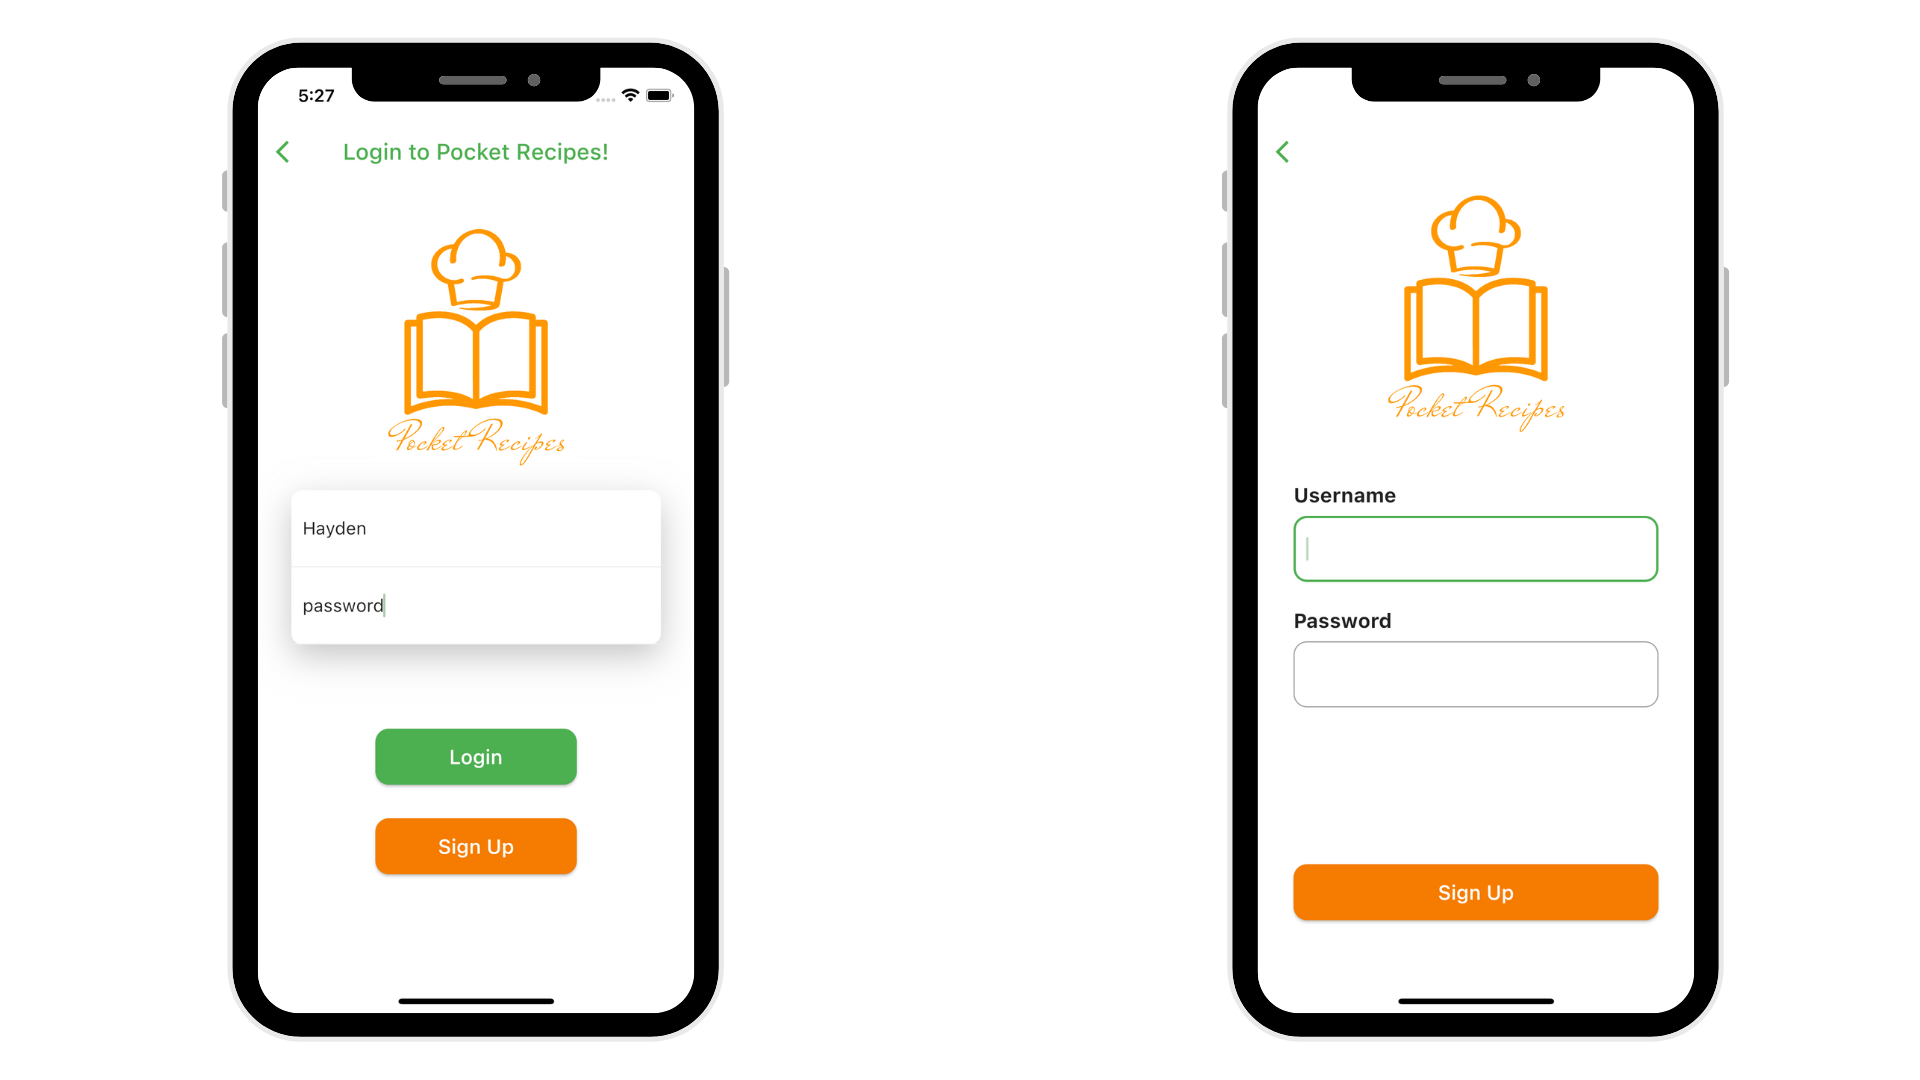 5:27
Login to Pocket Recipes!
Pocket Recipes
Hayden
password
Login
Sign Up
Pocket Recipes
Username
Password
Sign Up